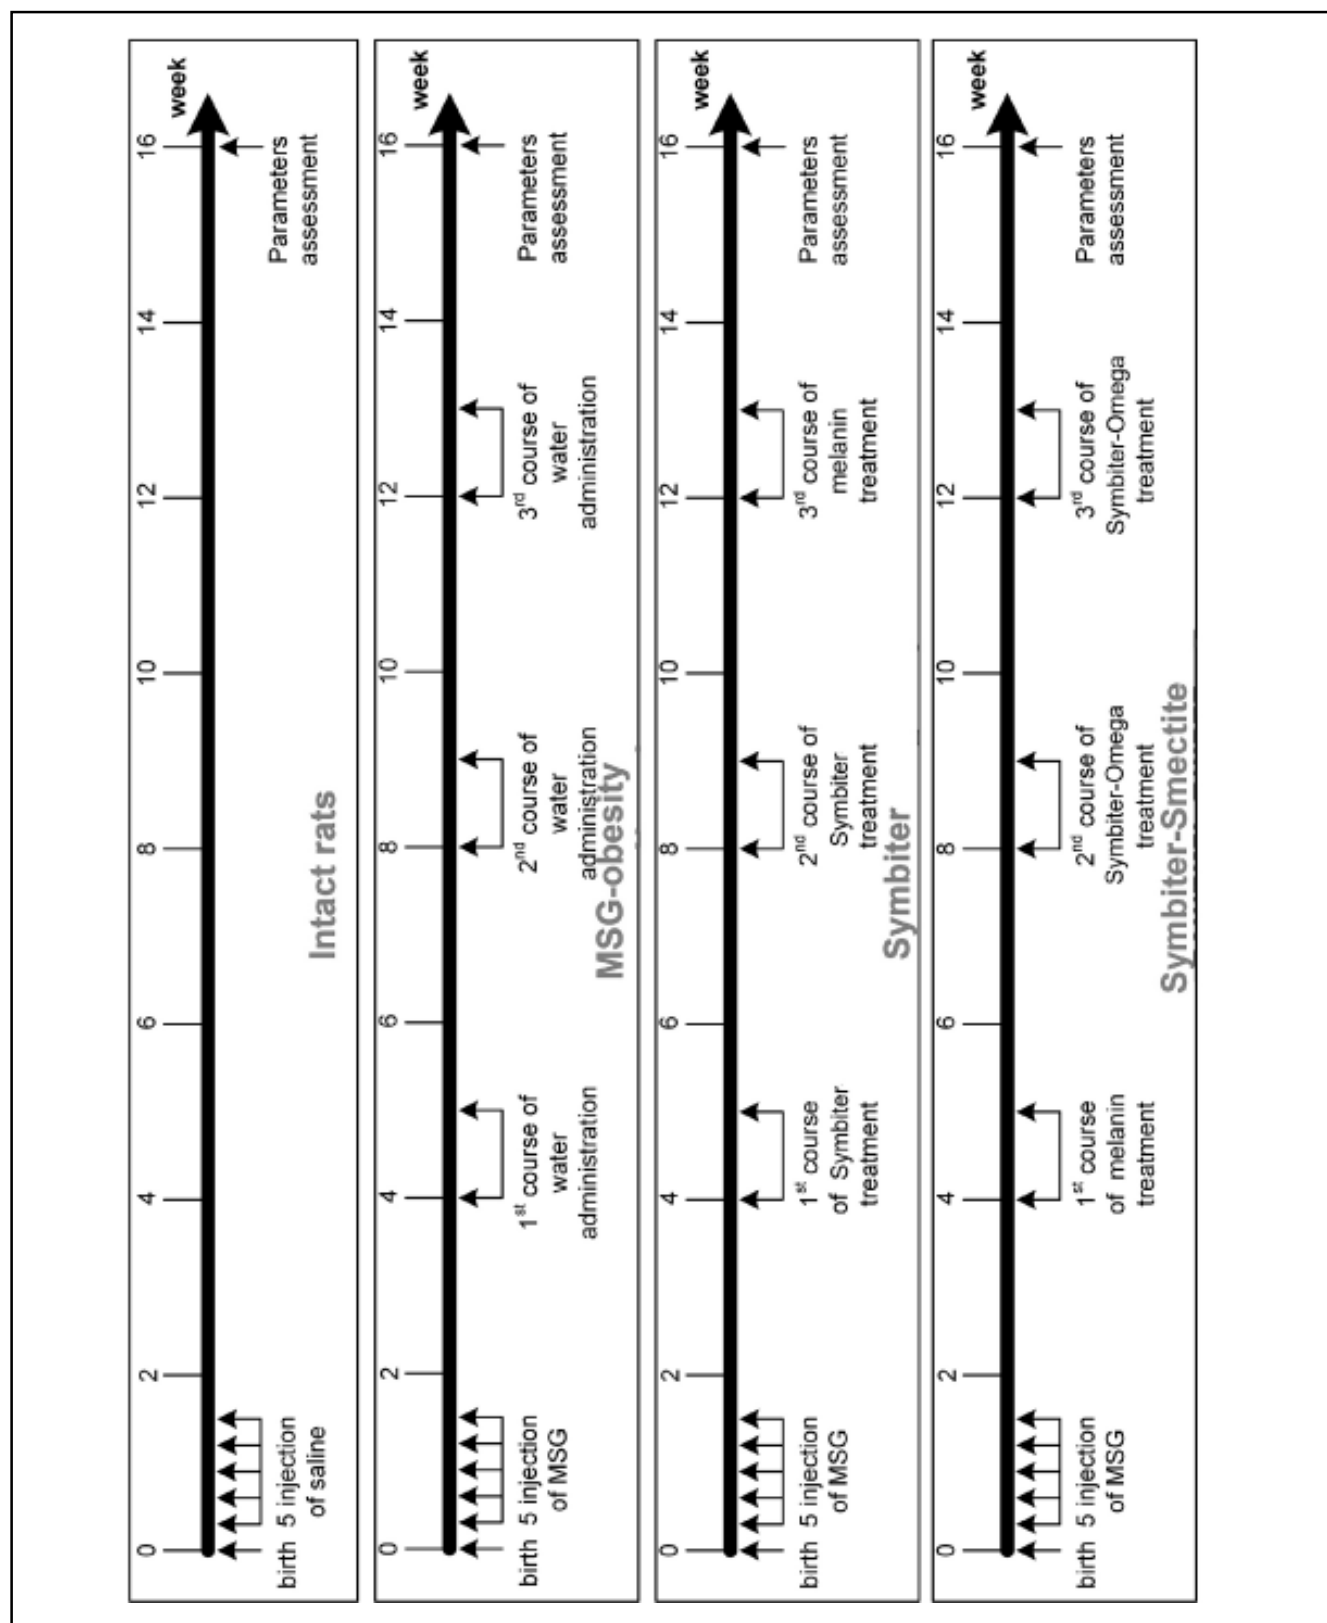 week
0 2 4 6 8 10 12 14 16
birth
5 injection
of saline
Parameters
assessment
Intact rats
week
0 2 4 6 8 10 12 14 16
birth
5 injection
of MSG
1st course of
water
administration
2nd course of
water
administration
3rd course of
water
administration
Parameters
assessment
MSG-obesity
week
0 2 4 6 8 10 12 14 16
birth
5 injection
of MSG
1st course
of Symbiter
treatment
2nd course of
Symbiter
treatment
3rd course of
melanin
treatment
Parameters
assessment
Symbiter
week
0 2 4 6 8 10 12 14 16
birth
5 injection
of MSG
1st course
of melanin
treatment
2nd course of
Symbiter-Omega
treatment
3rd course of
Symbiter-Omega
treatment
Parameters
assessment
Symbiter-Smectite